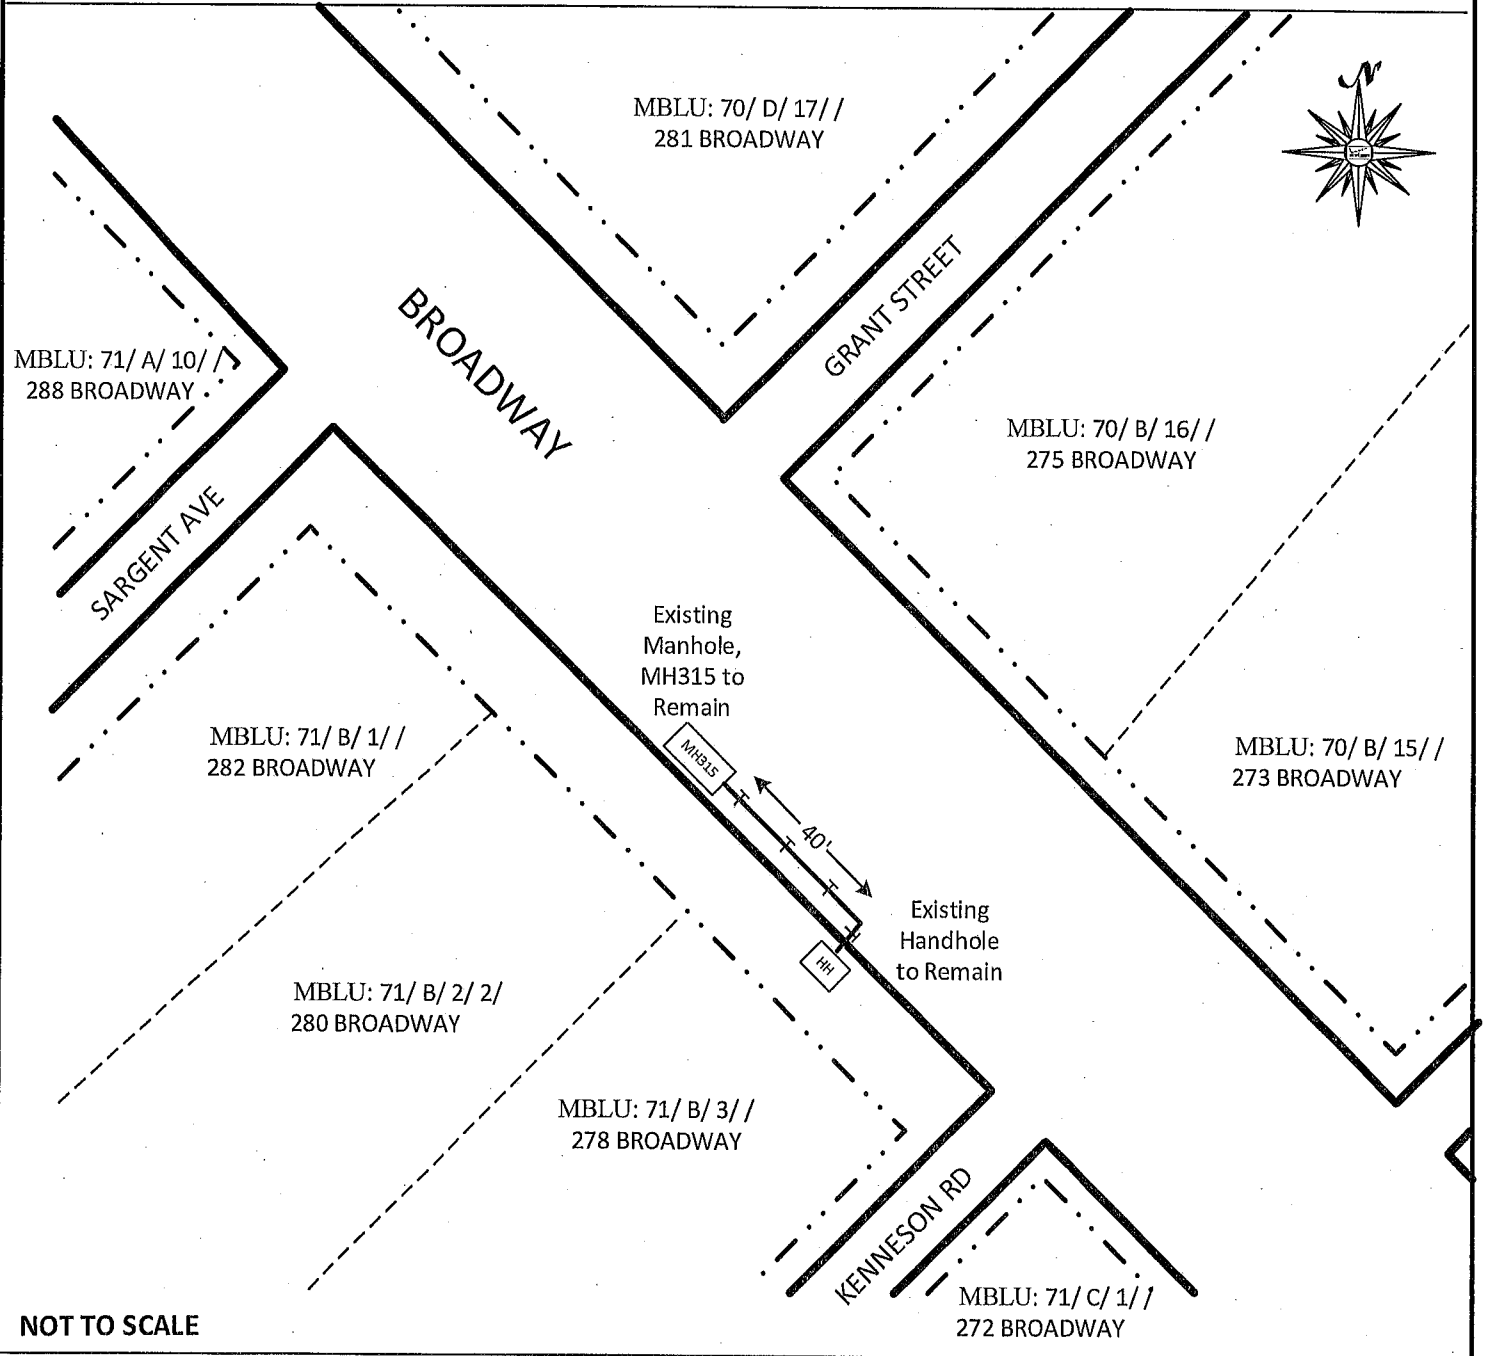 N
MBLU: 70/ D/ 17/ /
281 BROADWAY
GRANT STREET
BROADWAY
MBLU: 71/ A/ 10/ /
288 BROADWAY
MBLU: 70/ B/ 16/ /
275 BROADWAY
SARGENT AVE
Existing
Manhole,
MH315 to
Remain
MBLU: 71/ B/ 1/ /
282 BROADWAY
MH315
MBLU: 70/ B/ 15/ /
273 BROADWAY
40'
T
T
T
T
Existing
Handhole
to Remain
HH
MBLU: 71/ B/ 2/ 2/
280 BROADWAY
MBLU: 71/ B/ 3/ /
278 BROADWAY
KENNESON RD
MBLU: 71/ C/ 1/ /
272 BROADWAY
NOT TO SCALE